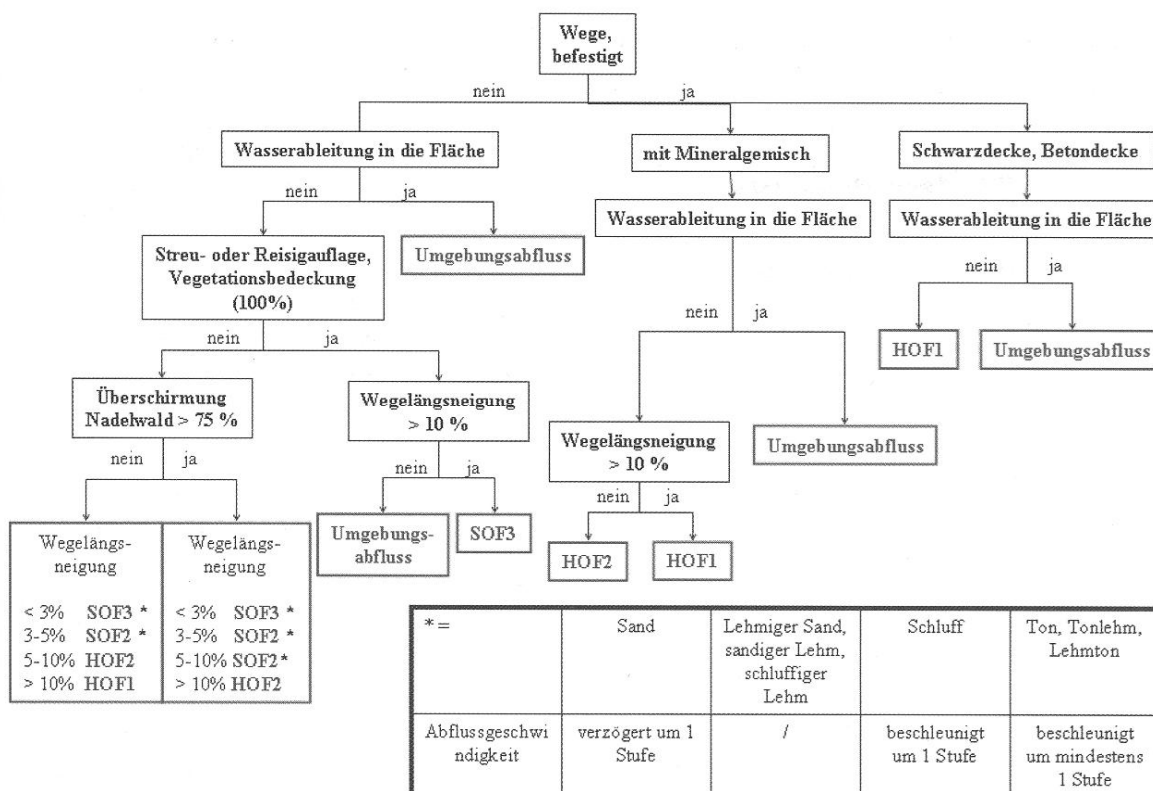 Wege,
befestigt
nein ja
Wasserableitung in die Fläche
mit Mineralgemisch
Schwarzdecke, Betondecke
nein ja
Wasserableitung in die Fläche
Wasserableitung in die Fläche
Streu- oder Reisigauflage,
Vegetationsbedeckung
(100%)
Umgebungsabfluss
nein ja
nein ja
HOF1
Umgebungsabfluss
nein ja
Überschirmung
Nadelwald > 75 %
Wegelängsneigung
> 10 %
Wegelängsneigung
> 10 %
Umgebungsabfluss
nein ja
nein ja
nein ja
Wegelängs-
neigung
< 3% SOF3 *
3-5% SOF2 *
5-10% HOF2
> 10% HOF1
Wegelängs-
neigung
< 3% SOF3 *
3-5% SOF2 *
5-10% SOF2 *
> 10% HOF2
Umgebungs-
abfluss
SOF3
HOF2
HOF1
* =
Sand
Lehmiger Sand,
sandiger Lehm,
schluffiger
Lehm
Schluff
Ton, Tonlehm,
Lehmton
Abflussgeschwi
ndigkeit
verzögert um 1
Stufe
/
beschleunigt
um 1 Stufe
beschleunigt
um mindestens
1 Stufe